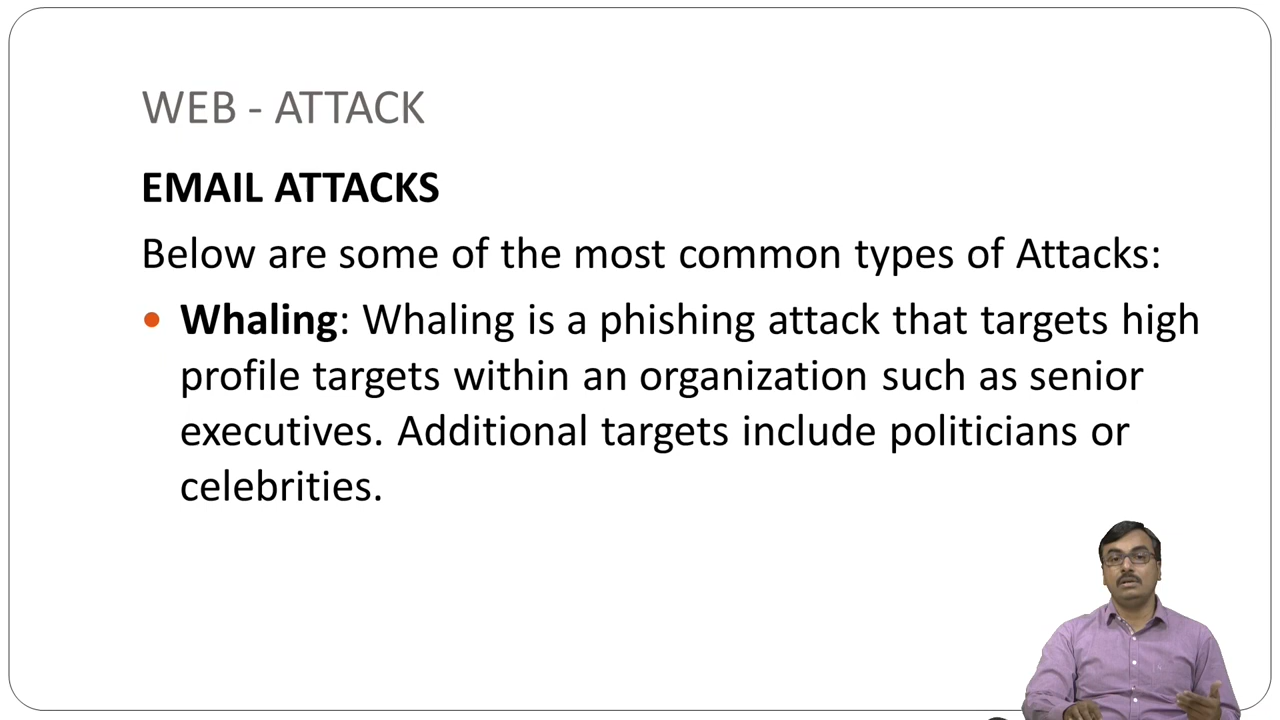 WEB - ATTACK
EMAIL ATTACKS
Below are some of the most common types of Attacks:
• Whaling: Whaling is a phishing attack that targets high
profile targets within an organization such as senior
executives. Additional targets include politicians or
celebrities.